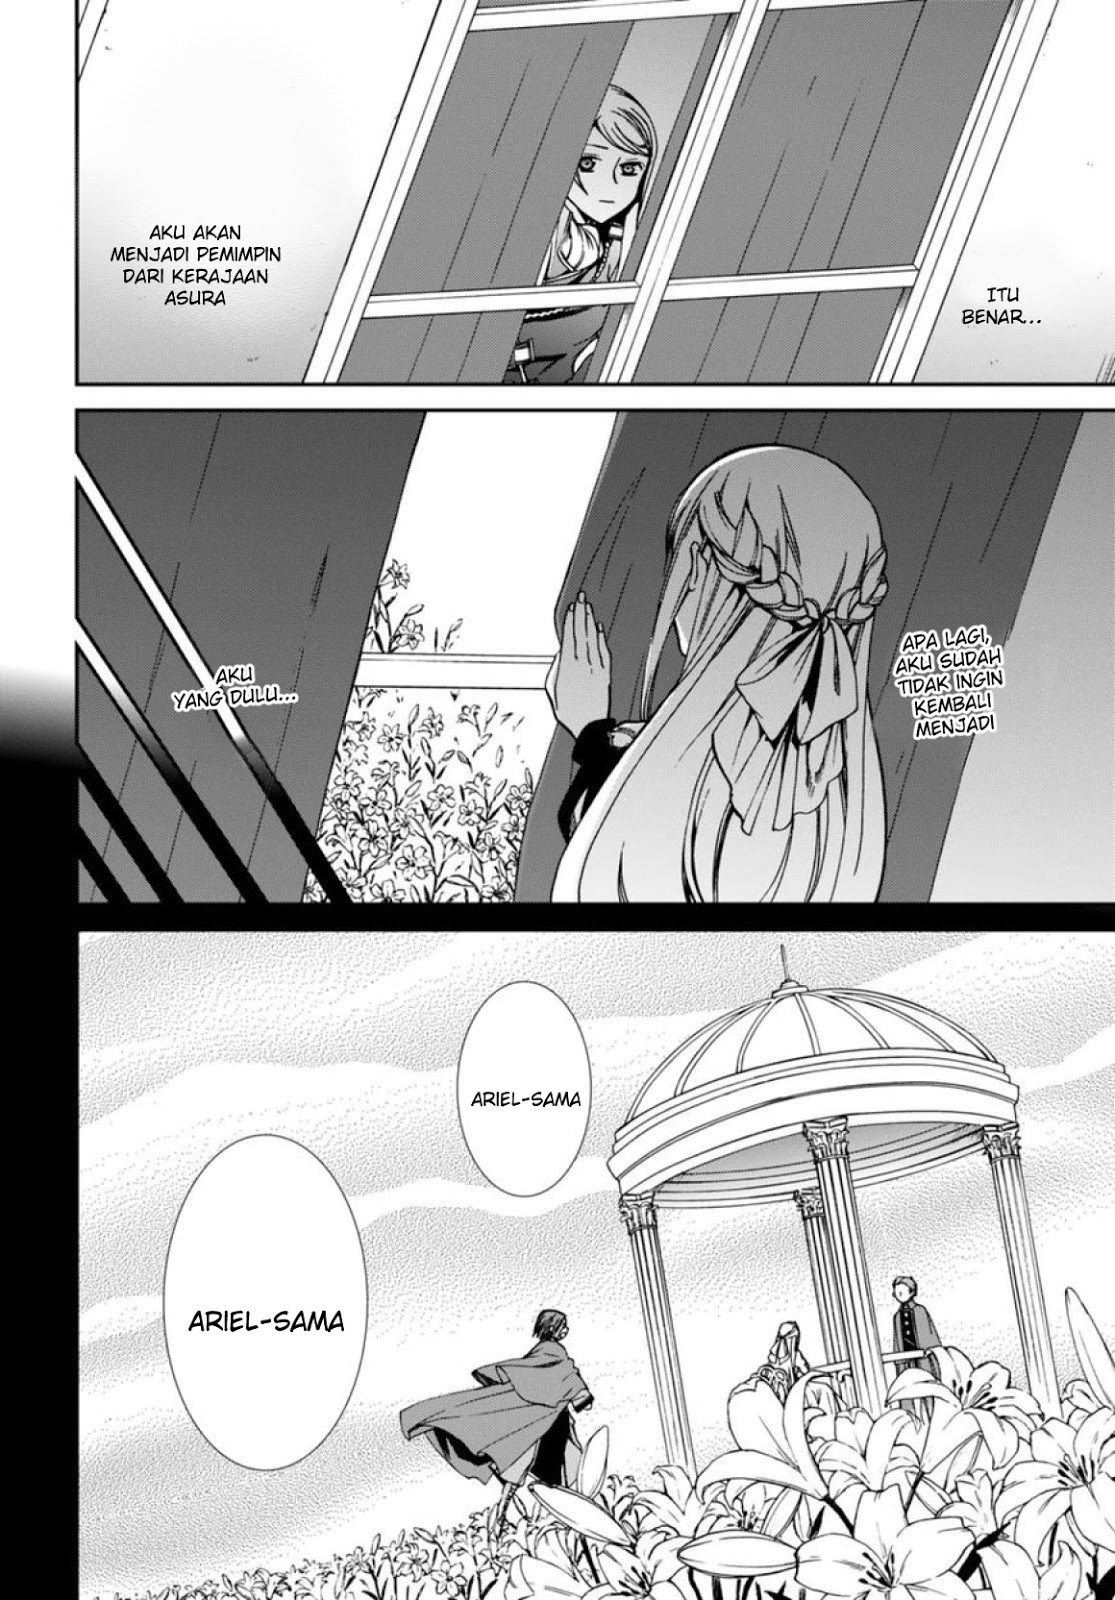 ITU
BENAR...
AKU AKAN
MENJADI PEMIMPIN
DARI KERAJAAN
ASURA
APA LAGI,
AKU SUDAH
TIDAK INGIN
KEMBALI
MENJADI
AKU
YANG DULU...
ARIEL-SAMA
ARIEL-SAMA